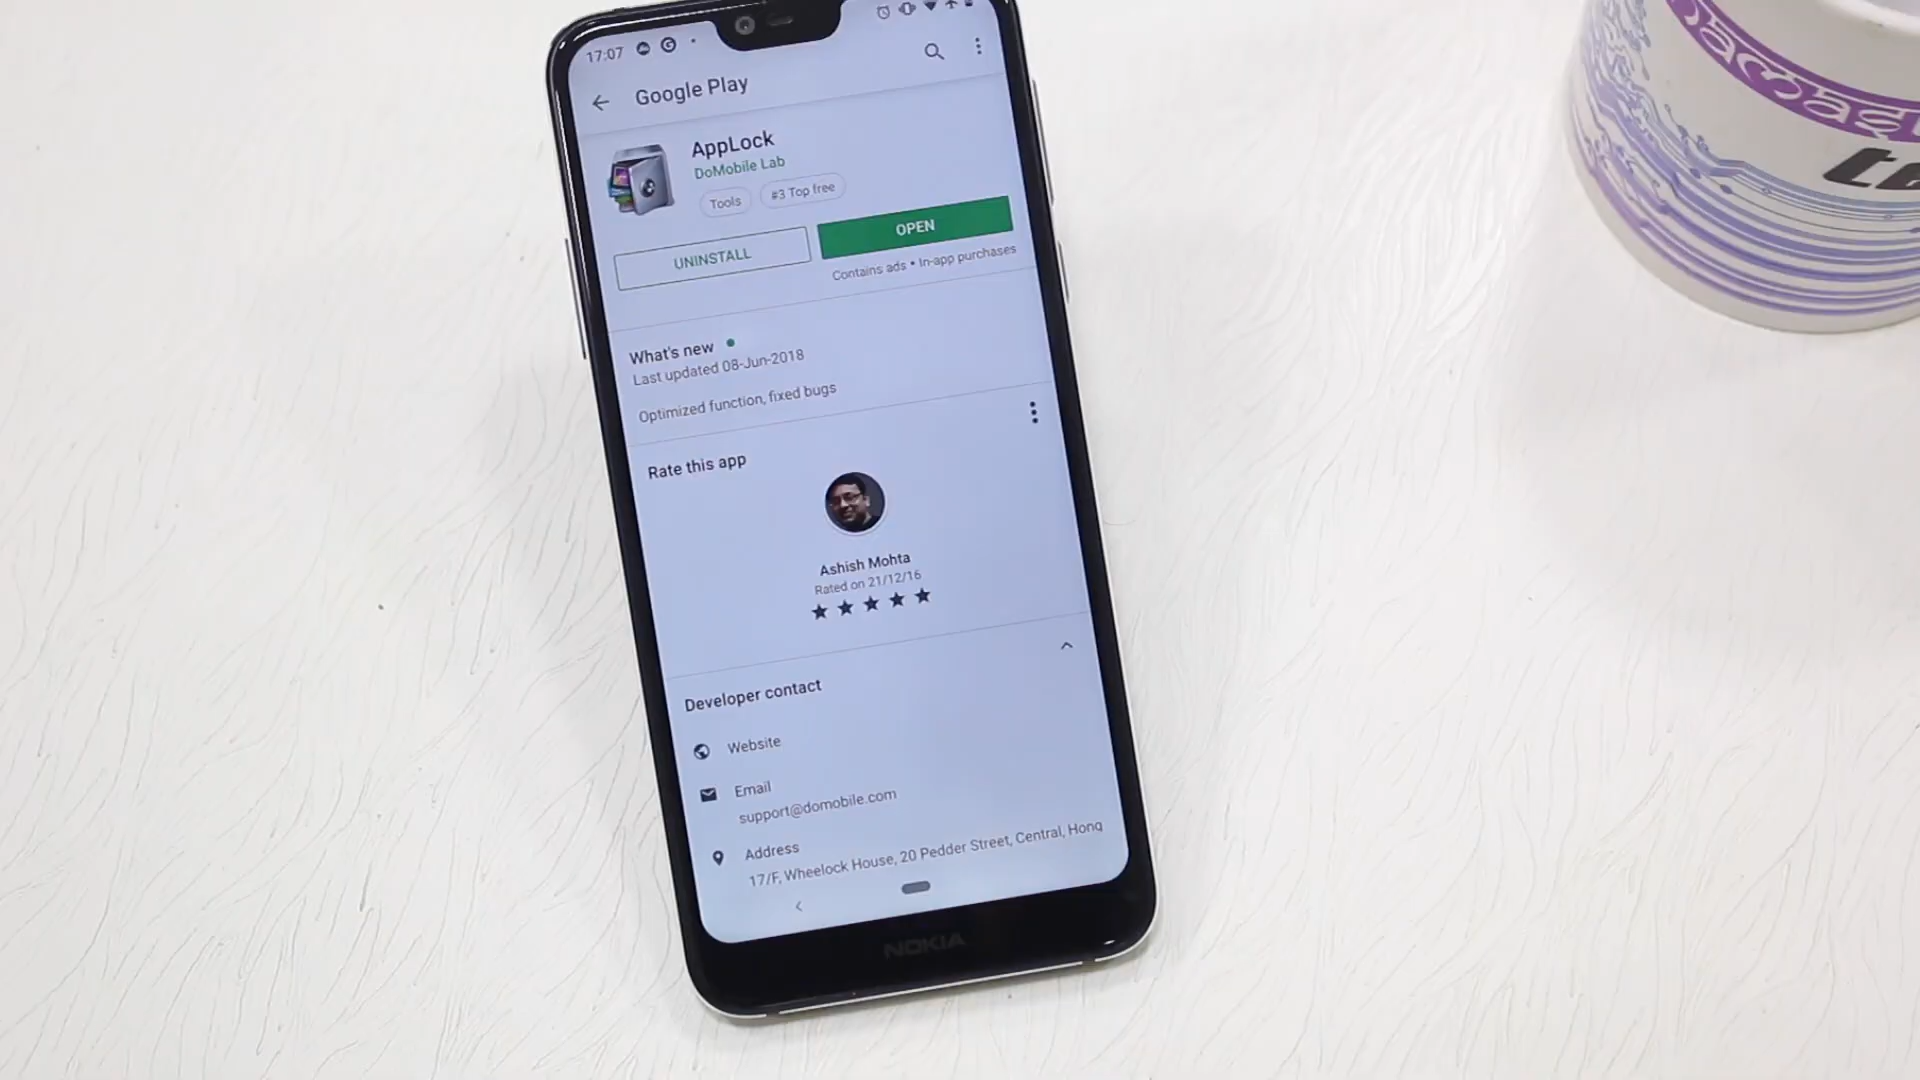 17:07
Google Play
AppLock
DoMobile Lab
Tools
#3 Top free
UNINSTALL
OPEN
Contains ads • In-app purchases
What's new
Last updated 08-Jun-2018
Optimized function, fixed bugs
Rate this app
Ashish Mohta
Rated on 21/12/16
Developer contact
Website
Email
support@domobile.com
Address
17/F, Wheelock House, 20 Pedder Street, Central, Hong
NOKIA
te